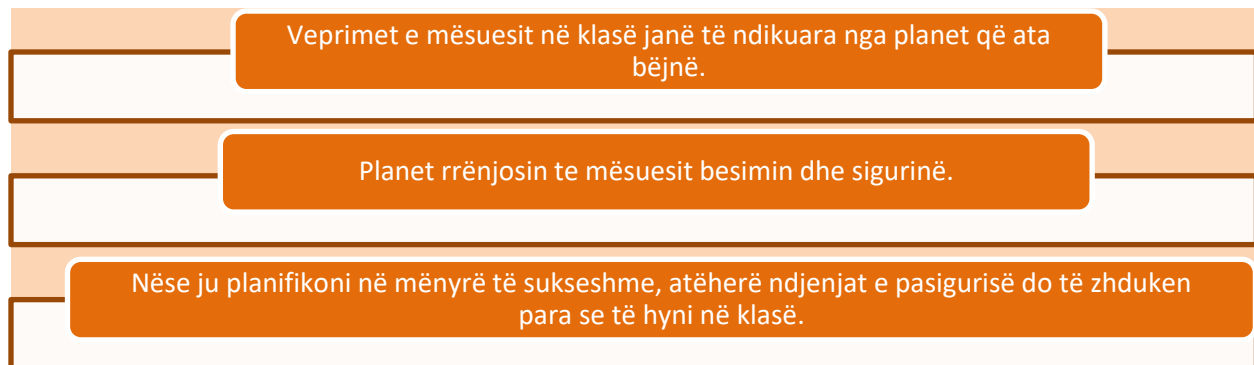 Veprimet e mësuesit në klasë janë të ndikuara nga planet që ata
bëjnë.
Planet rrënjosin te mësuesit besimin dhe sigurinë.
Nëse ju planifikoni në mënyrë të sukseshme, atëherë ndjenjat e pasigurisë do të zhduken
para se të hyni në klasë.